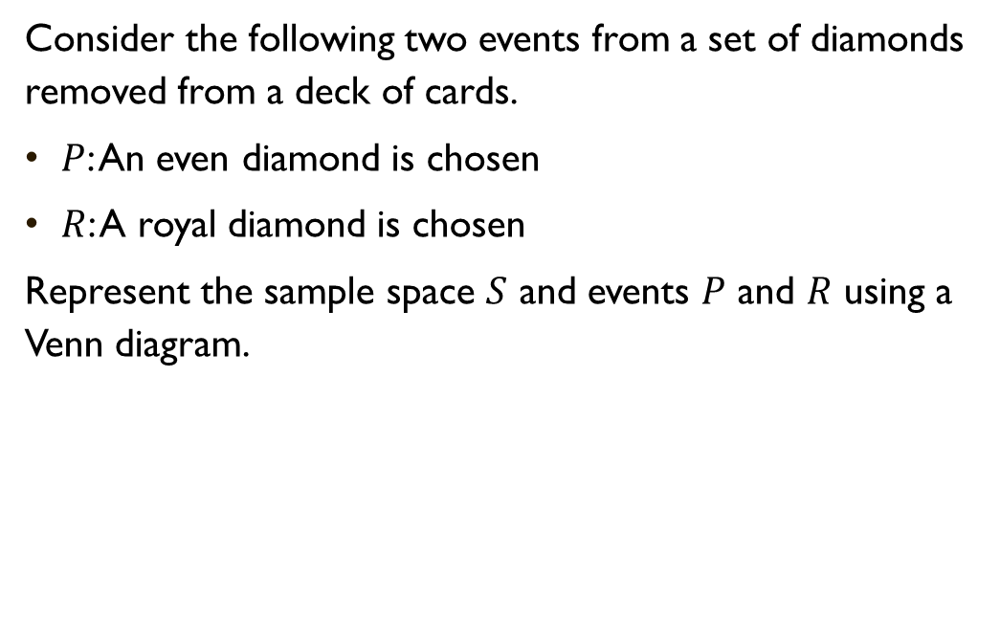 Consider the following two events from a set of diamonds
removed from a deck of cards.
• P: An even diamond is chosen
• R: A royal diamond is chosen
Represent the sample space S and events P and R using a
Venn diagram.